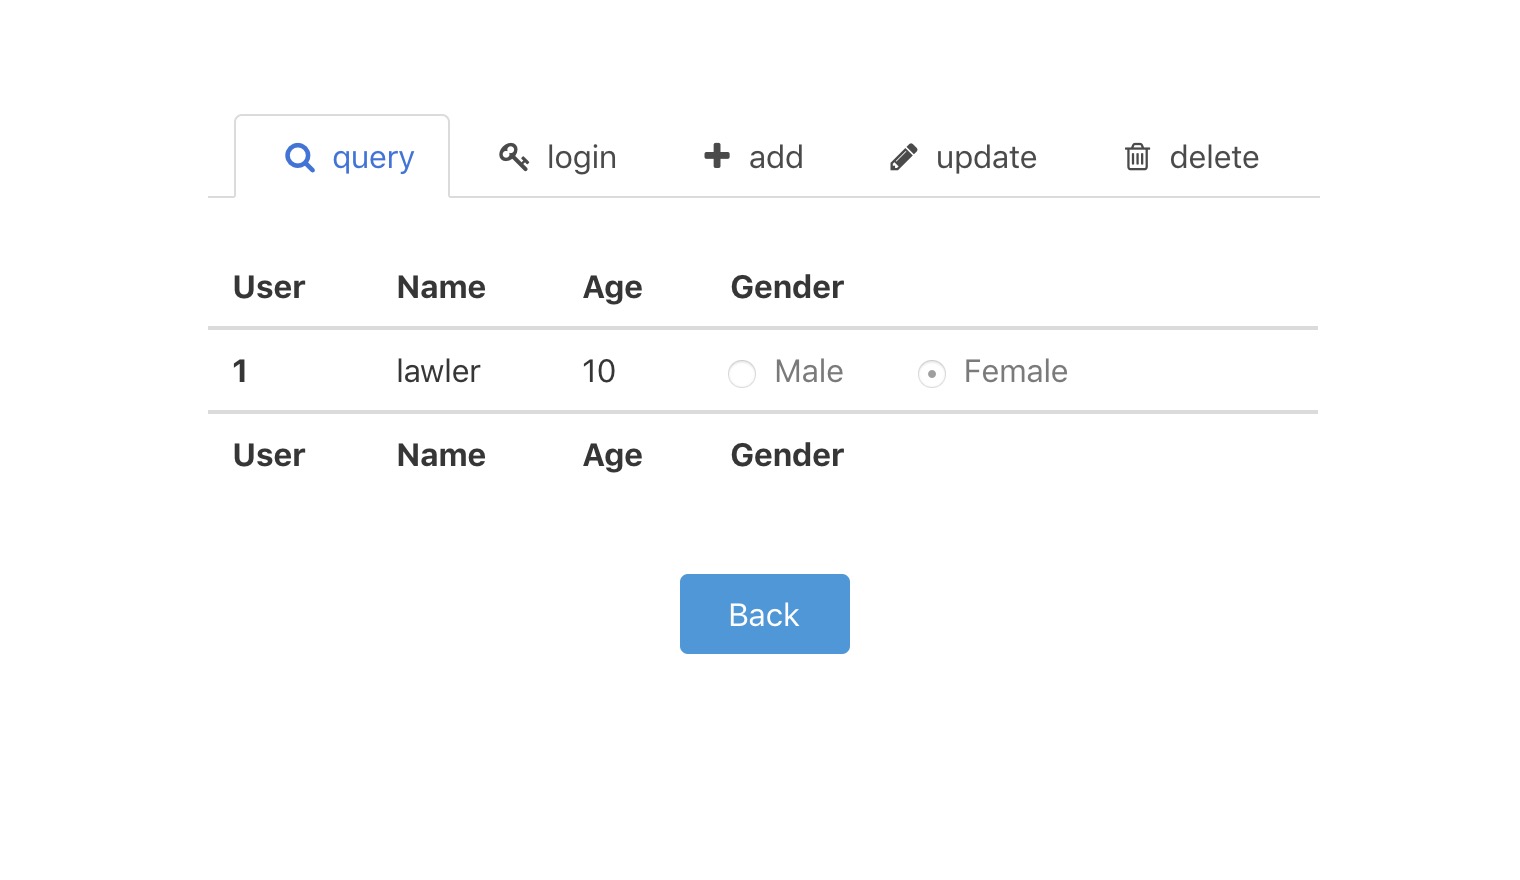 query login add update delete
User Name Age Gender
1 lawler 10 Male Female
User Name Age Gender
Back